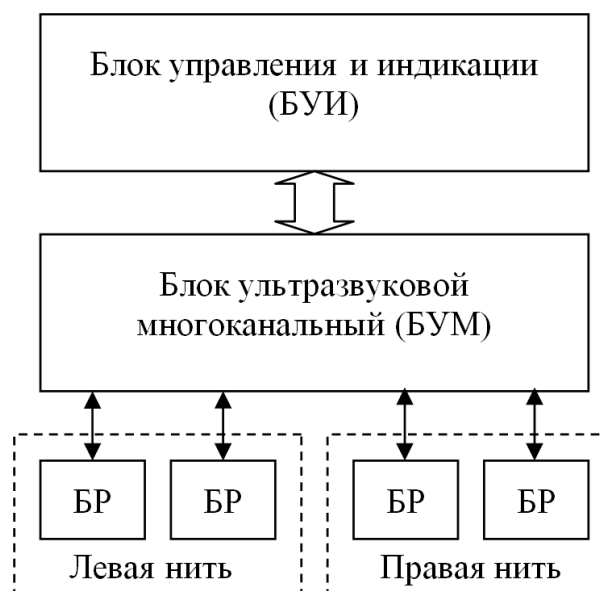 Блок управления и индикации
(БУИ)
Блок ультразвуковой
многоканальный (БУМ)
БР БР БР БР
Левая нить Правая нить